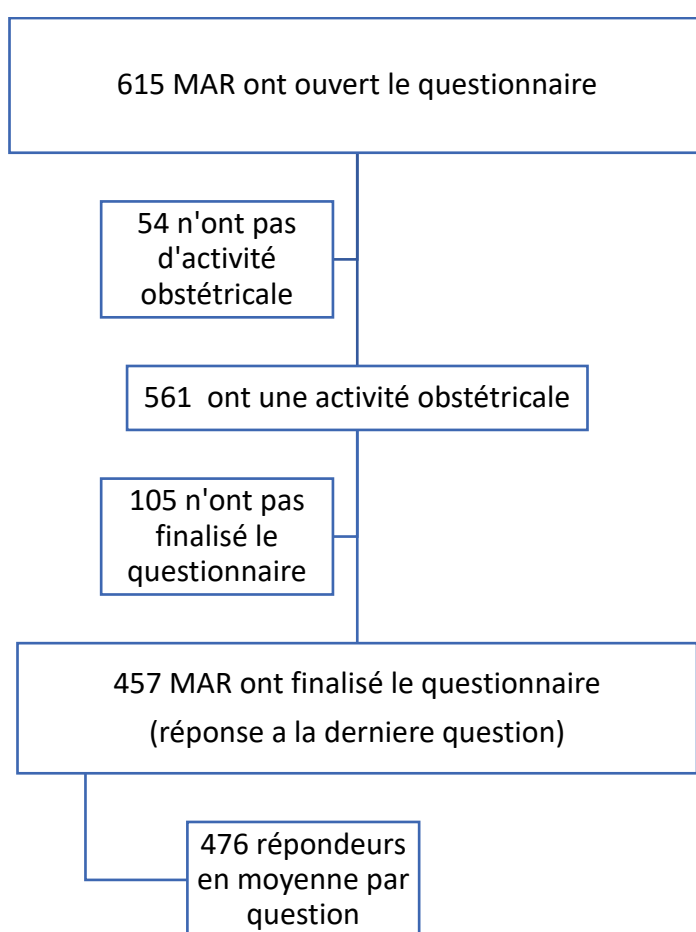 615 MAR ont ouvert le questionnaire
54 n'ont pas
d'activité
obstétricale
561 ont une activité obstétricale
105 n'ont pas
finalisé le
questionnaire
457 MAR ont finalisé le questionnaire
(réponse a la derniere question)
476 répondeurs
en moyenne par
question